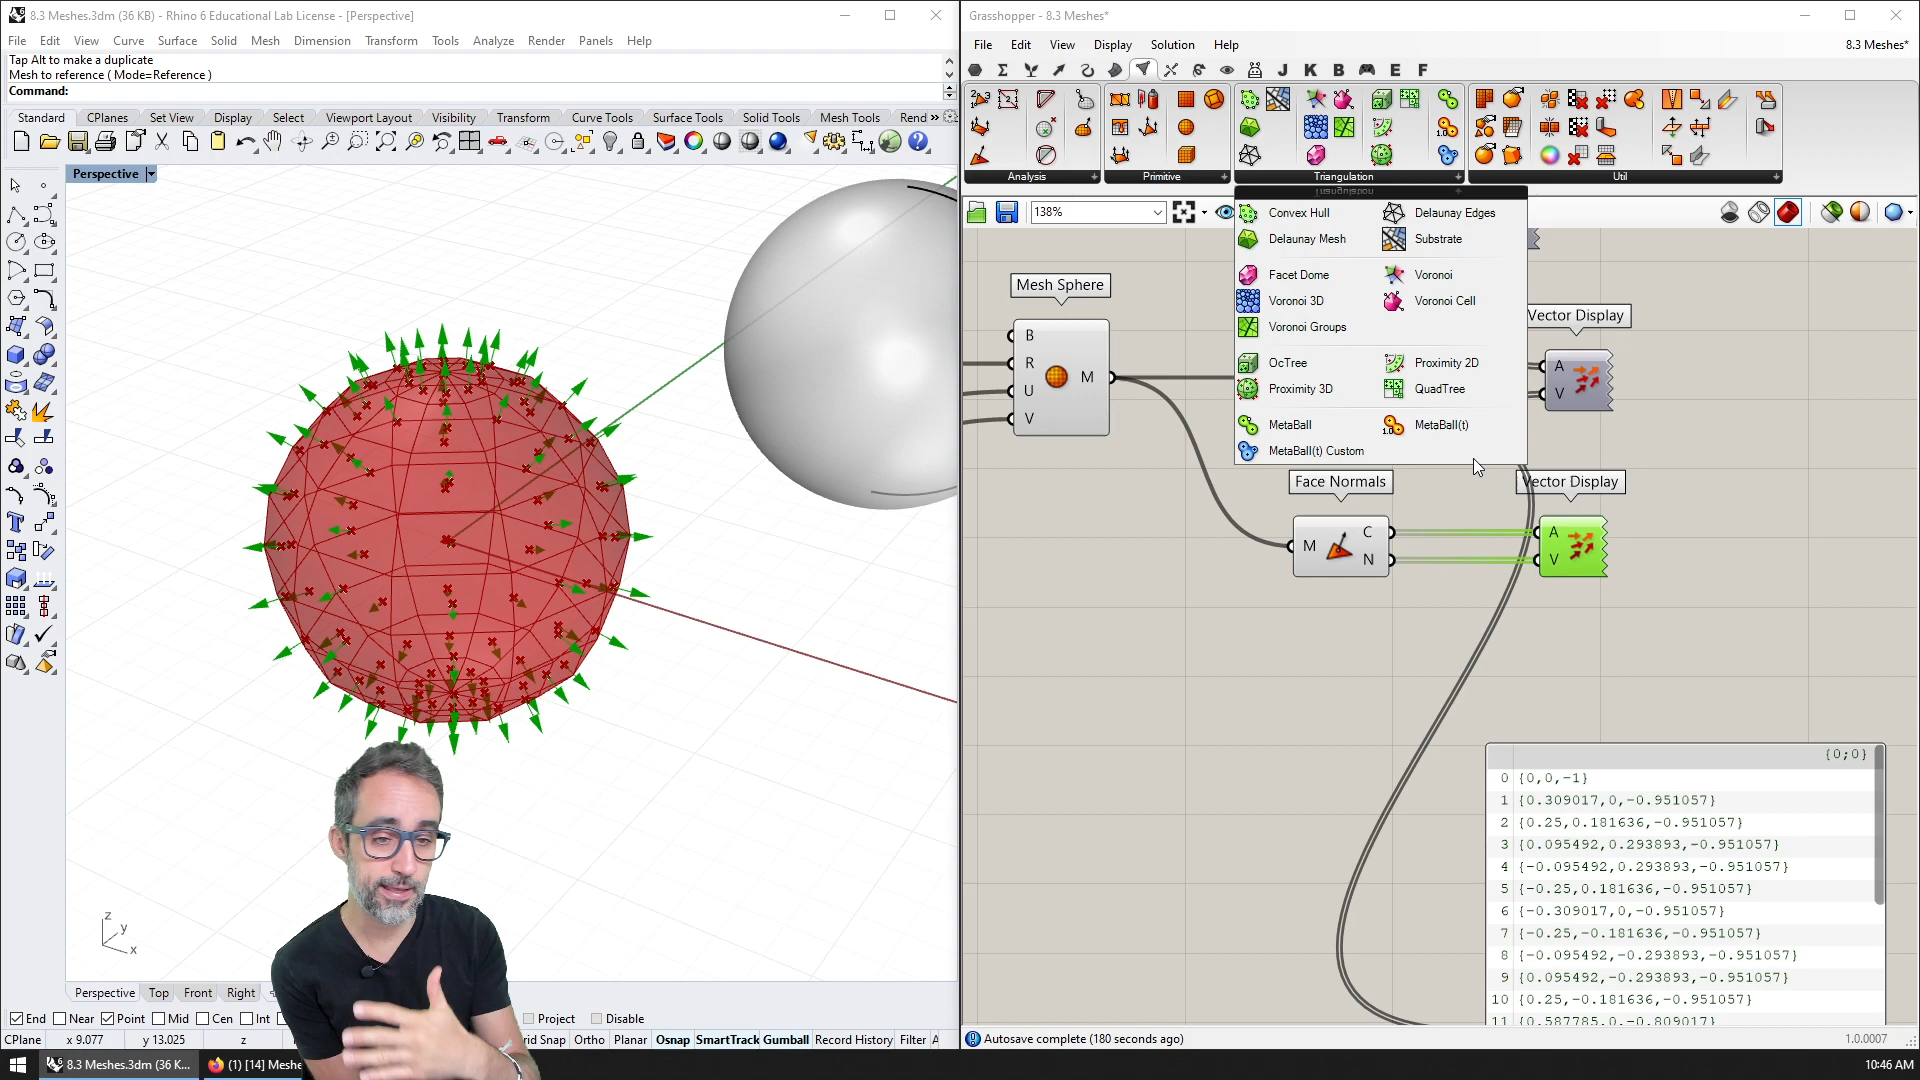 8.3 Meshes.3dm (36 KB) - Rhino 6 Educational Lab License - [Perspective]
File Edit View Curve Surface Solid Mesh Dimension Transform Tools Analyze Render Panels Help
Tap Alt to make a duplicate
Mesh to reference ( Mode=Reference )
Command:
Standard CPlanes Set View Display Select Viewport Layout Visibility Transform Curve Tools Surface Tools Solid Tools Mesh Tools Rend »
Perspective
z
y
x
Perspective Top Front Right
End Near Point Mid Cen Int Project Disable
CPlane x 9.077 y 13.025 z rid Snap Ortho Planar Osnap SmartTrack Gumball Record History Filter A
8.3 Meshes.3dm (36 K... (1) [14] Meshe
Grasshopper - 8.3 Meshes*
File Edit View Display Solution Help 8.3 Meshes*
J K B E F
Analysis Primitive Triangulation Util
Triangulation
138%
Convex Hull Delaunay Edges
Delaunay Mesh Substrate
Facet Dome Voronoi
Voronoi 3D Voronoi Cell
Voronoi Groups
OcTree Proximity 2D
Proximity 3D QuadTree
MetaBall MetaBall(t)
MetaBall(t) Custom
Mesh Sphere
B
R
U
V
M
Vector Display
A
V
Face Normals
M
C
N
Vector Display
A
V
{0;0}
0 {0,0,-1}
1 {0.309017,0,-0.951057}
2 {0.25,0.181636,-0.951057}
3 {0.095492,0.293893,-0.951057}
4 {-0.095492,0.293893,-0.951057}
5 {-0.25,0.181636,-0.951057}
6 {-0.309017,0,-0.951057}
7 {-0.25,-0.181636,-0.951057}
8 {-0.095492,-0.293893,-0.951057}
9 {0.095492,-0.293893,-0.951057}
10 {0.25,-0.181636,-0.951057}
11 {0.587785,0,-0.809017}
Autosave complete (180 seconds ago) 1.0.0007
10:46 AM